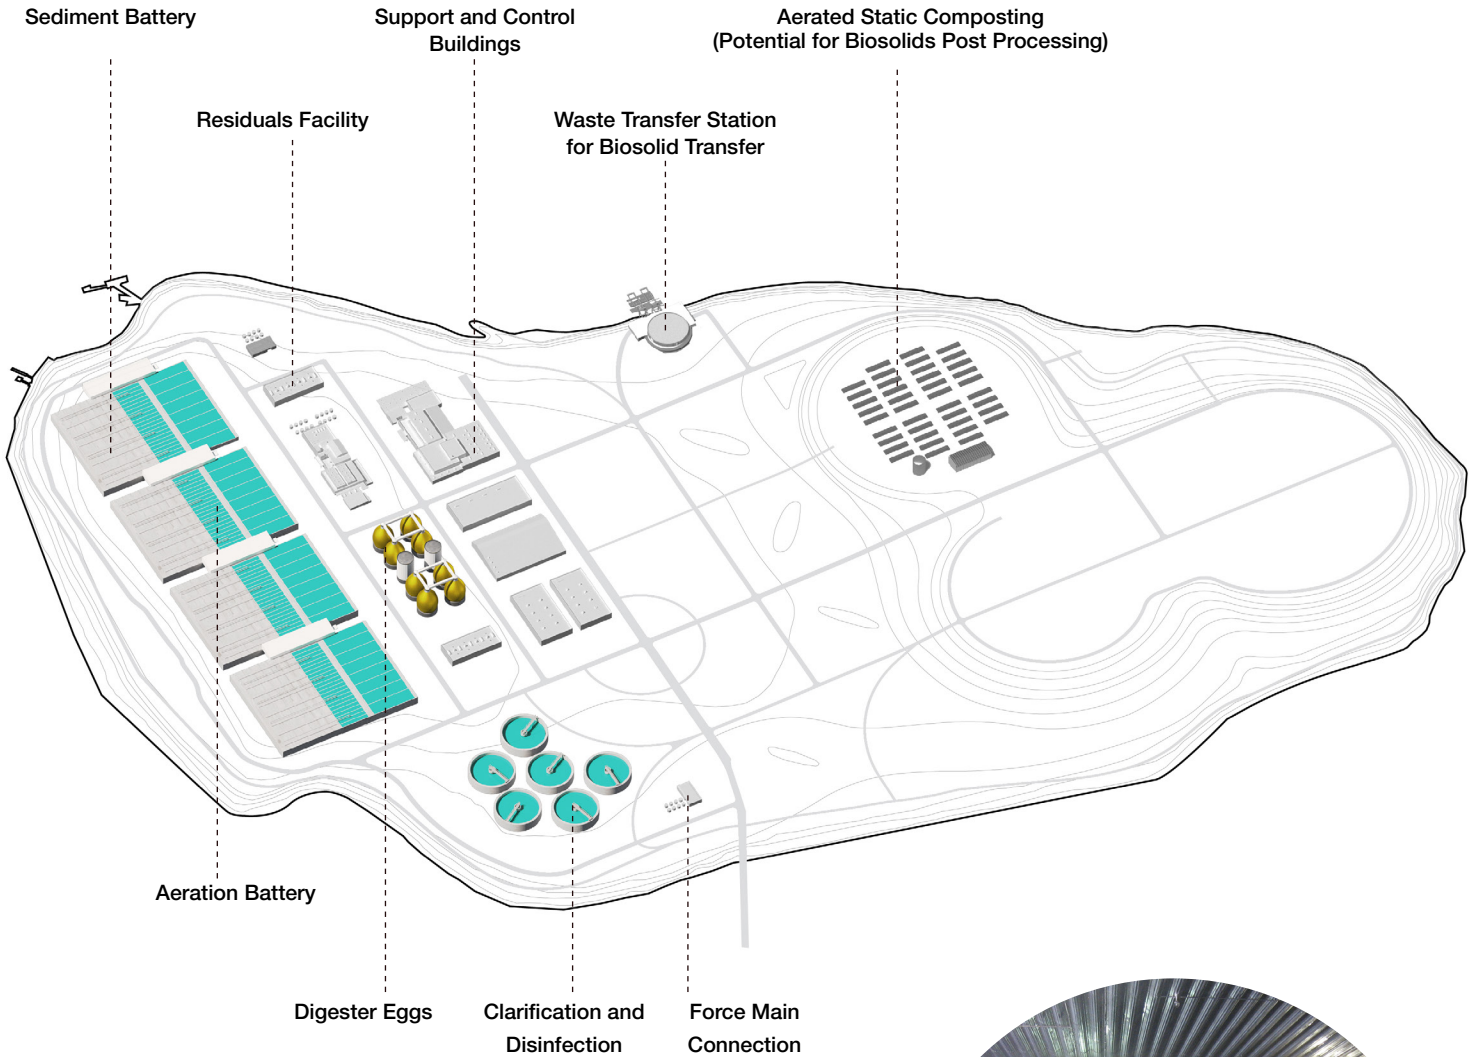 Sediment Battery
Support and Control
Buildings
Aerated Static Composting
(Potential for Biosolids Post Processing)
Residuals Facility
Waste Transfer Station
for Biosolid Transfer
Aeration Battery
Digester Eggs
Clarification and
Disinfection
Force Main
Connection